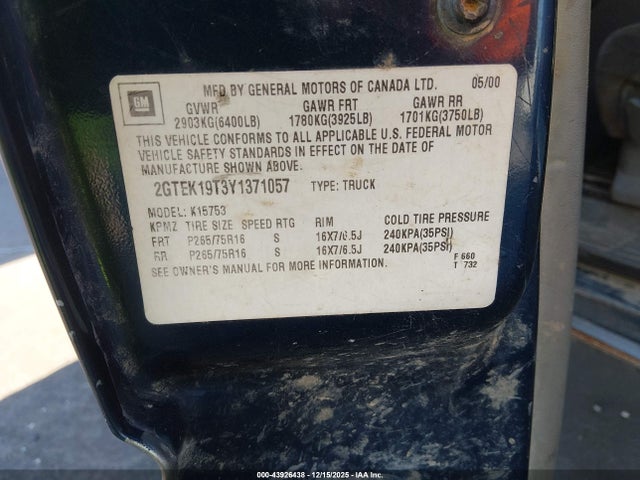 MFD BY GENERAL MOTORS OF CANADA LTD. 05/00
GM
GVWR GAWR FRT GAWR RR
2903KG(6400LB) 1780KG(3925LB) 1701KG(3750LB)
THIS VEHICLE CONFORMS TO ALL APPLICABLE U.S. FEDERAL MOTOR
VEHICLE SAFETY STANDARDS IN EFFECT ON THE DATE OF
MANUFACTURE SHOWN ABOVE.
2GTEK19T3Y1371057 TYPE: TRUCK
MODEL: K15753
KPMZ TIRE SIZE SPEED RTG RIM COLD TIRE PRESSURE
FRT P265/75R16 S 16X7/6.5J 240KPA(35PSI)
RR P265/75R16 S 16X7/6.5J 240KPA(35PSI)
SEE OWNER'S MANUAL FOR MORE INFORMATION.
F 660
T 732
000-43926438 - 12/15/2025 - IAA Inc.